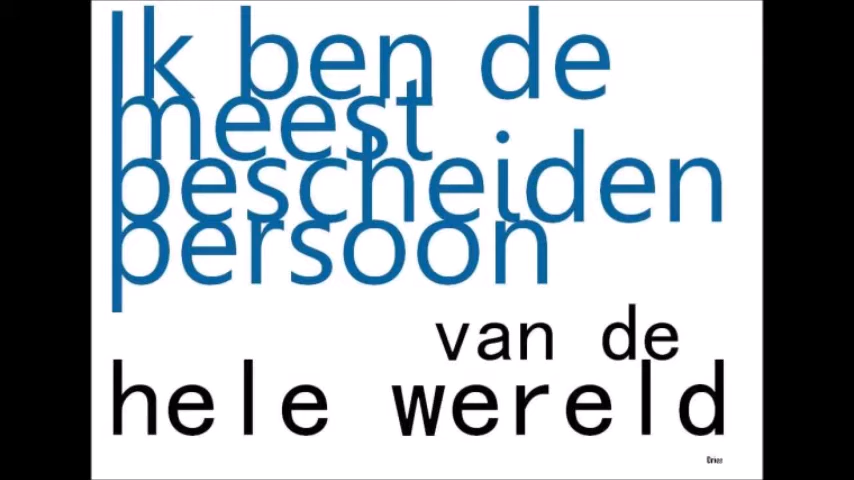 Ik ben de
meest
bescheiden
persoon
van de
hele wereld